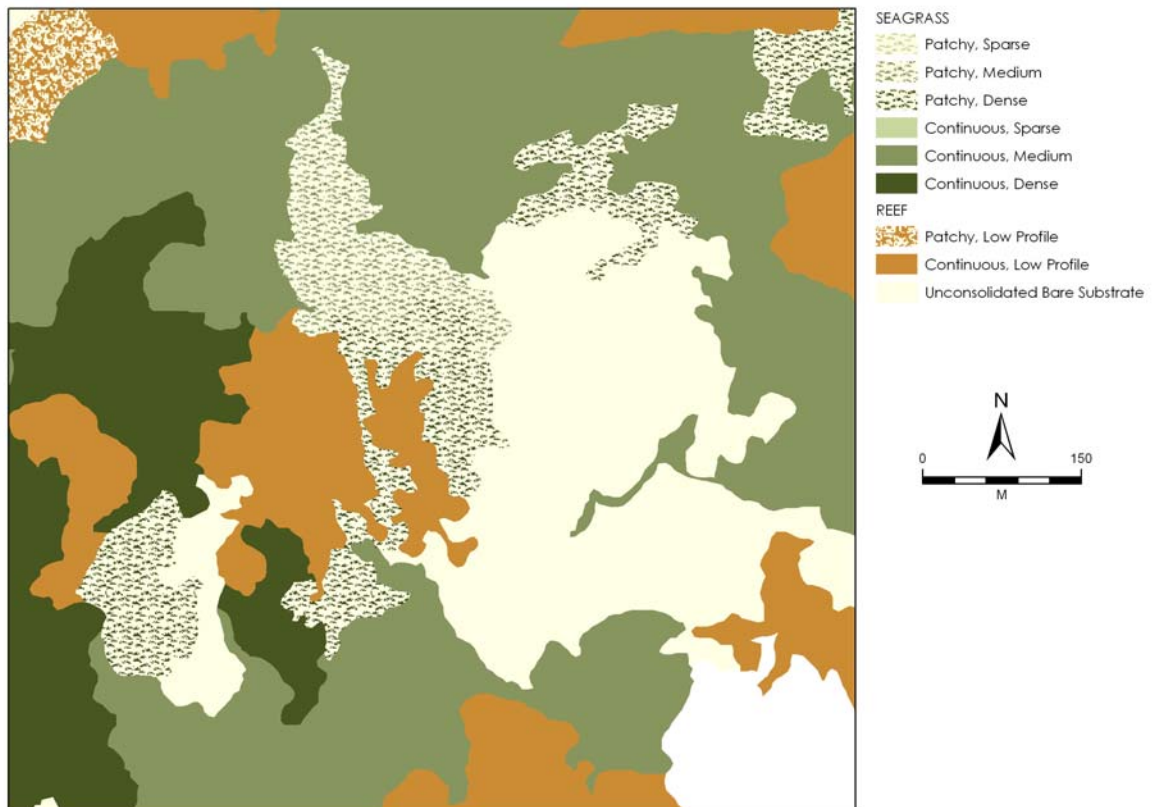 SEAGRASS
Patchy, Sparse
Patchy, Medium
Patchy, Dense
Continuous, Sparse
Continuous, Medium
Continuous, Dense
REEF
Patchy, Low Profile
Continuous, Low Profile
Unconsolidated Bare Substrate
N
0 150
M